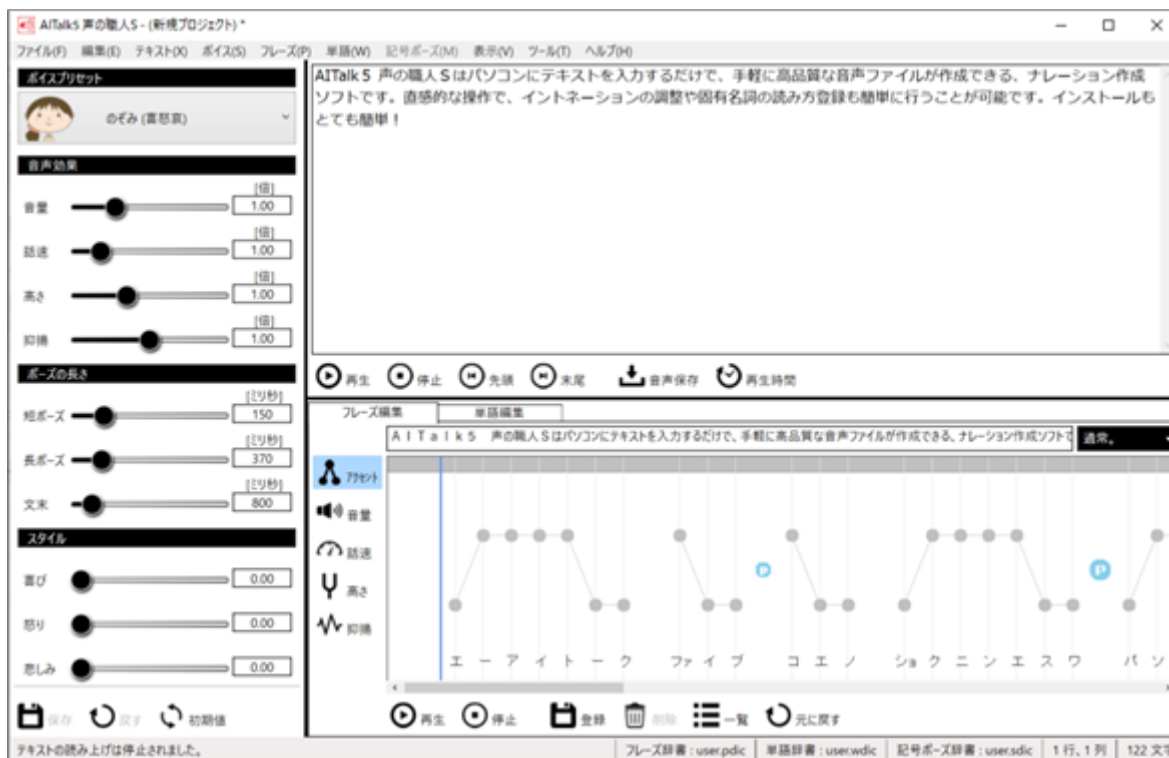 AITalk5 声の職人S - (新規プロジェクト) *
ファイル(F) 編集(E) テキスト(X) ボイス(S) フレーズ(P) 単語(W) 記号ポーズ(M) 表示(V) ツール(T) ヘルプ(H)
ボイスプリセット
のぞみ (喜怒哀)
音声効果
音量 [倍] 1.00
話速 [倍] 1.00
高さ [倍] 1.00
抑揚 [倍] 1.00
ポーズの長さ
短ポーズ [ミリ秒] 150
長ポーズ [ミリ秒] 370
文末 [ミリ秒] 800
スタイル
喜び 0.00
怒り 0.00
悲しみ 0.00
保存 戻す 初期値
AITalk 5 声の職人Sはパソコンにテキストを入力するだけで、手軽に高品質な音声ファイルが作成できる、ナレーション作成
ソフトです。直感的な操作で、イントネーションの調整や固有名詞の読み方登録も簡単に行うことが可能です。インストールも
とても簡単！
再生 停止 先頭 末尾 音声保存 再生時間
フレーズ編集 単語編集
AITalk5 声の職人Sはパソコンにテキストを入力するだけで、手軽に高品質な音声ファイルが作成できる、ナレーション作成ソフトで 通常。
アクセント
音量
話速
高さ
抑揚
P P
エ ー ア イ ト ー ク ファ イ ブ コ エ ノ ショ ク ニ ン エ ス ワ パ ソ
再生 停止 登録 削除 一覧 元に戻す
テキストの読み上げは停止されました。 フレーズ辞書 : user.pdic 単語辞書 : user.wdic 記号ポーズ辞書 : user.sdic 1 行, 1 列 122 文字